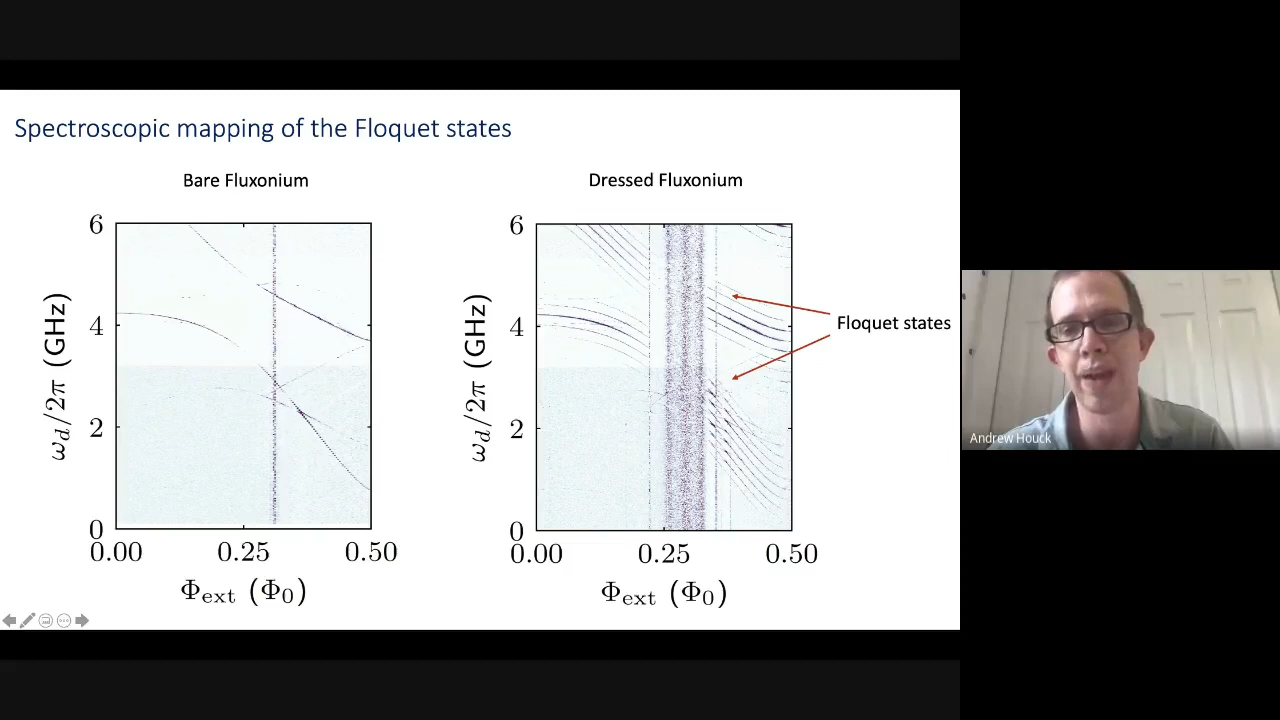 Spectroscopic mapping of the Floquet states
Bare Fluxonium
Dressed Fluxonium
6
4
2
0
ω_d/2π (GHz)
0.00 0.25 0.50
Φ_ext (Φ_0)
6
4
2
0
ω_d/2π (GHz)
0.00 0.25 0.50
Φ_ext (Φ_0)
Floquet states
Andrew Houck